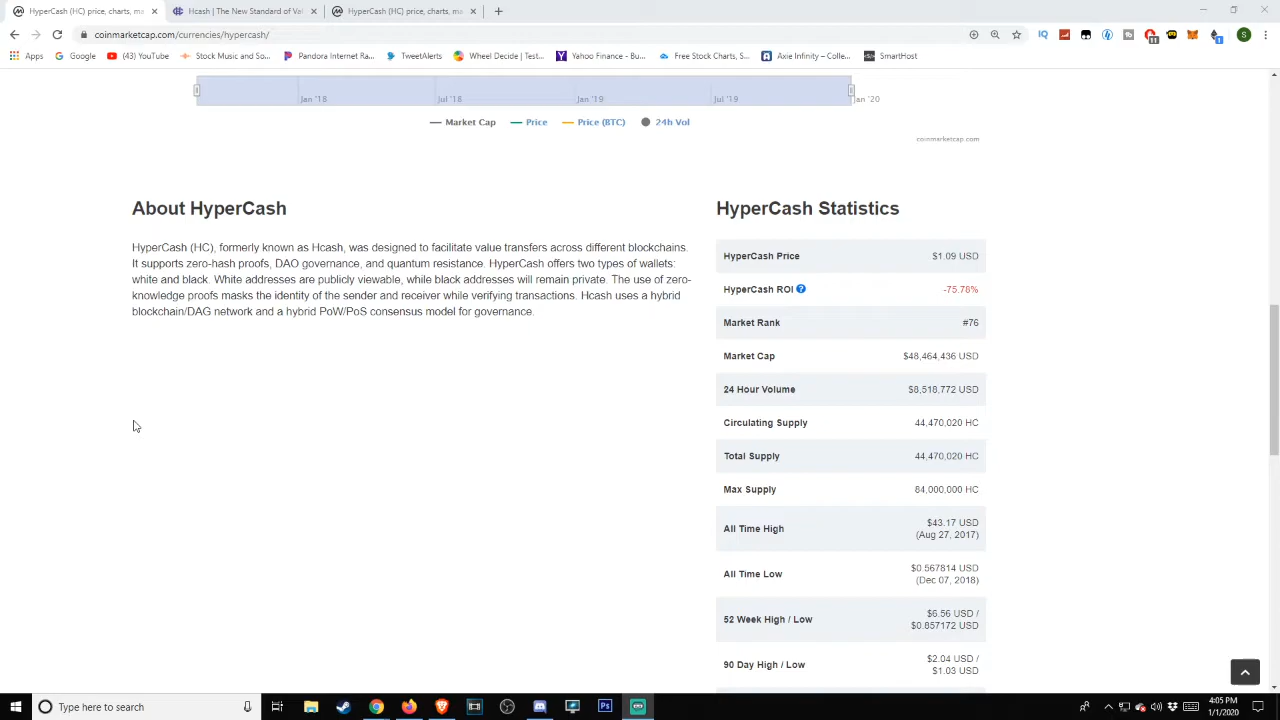 HyperCash (HC) price, charts, ma
Hcash | The New Standard of Val
HyperCash (HC) price, charts, ma
coinmarketcap.com/currencies/hypercash/
Apps
Google
(43) YouTube
Stock Music and So...
Pandora Internet Ra...
TweetAlerts
Wheel Decide | Test...
Yahoo Finance - Bu...
Free Stock Charts, S...
Axie Infinity – Colle...
SmartHost
Jan '18
Jul '18
Jan '19
Jul '19
Jan '20
Market Cap
Price
Price (BTC)
24h Vol
coinmarketcap.com
About HyperCash
HyperCash (HC), formerly known as Hcash, was designed to facilitate value transfers across different blockchains.
It supports zero-hash proofs, DAO governance, and quantum resistance. HyperCash offers two types of wallets:
white and black. White addresses are publicly viewable, while black addresses will remain private. The use of zero-
knowledge proofs masks the identity of the sender and receiver while verifying transactions. Hcash uses a hybrid
blockchain/DAG network and a hybrid PoW/PoS consensus model for governance.
HyperCash Statistics
HyperCash Price $1.09 USD
HyperCash ROI ? -75.78%
Market Rank #76
Market Cap $48,464,436 USD
24 Hour Volume $8,518,772 USD
Circulating Supply 44,470,020 HC
Total Supply 44,470,020 HC
Max Supply 84,000,000 HC
All Time High $43.17 USD
(Aug 27, 2017)
All Time Low $0.567814 USD
(Dec 07, 2018)
52 Week High / Low $6.56 USD /
$0.857172 USD
90 Day High / Low $2.04 USD /
$1.03 USD
Type here to search
4:05 PM
1/1/2020